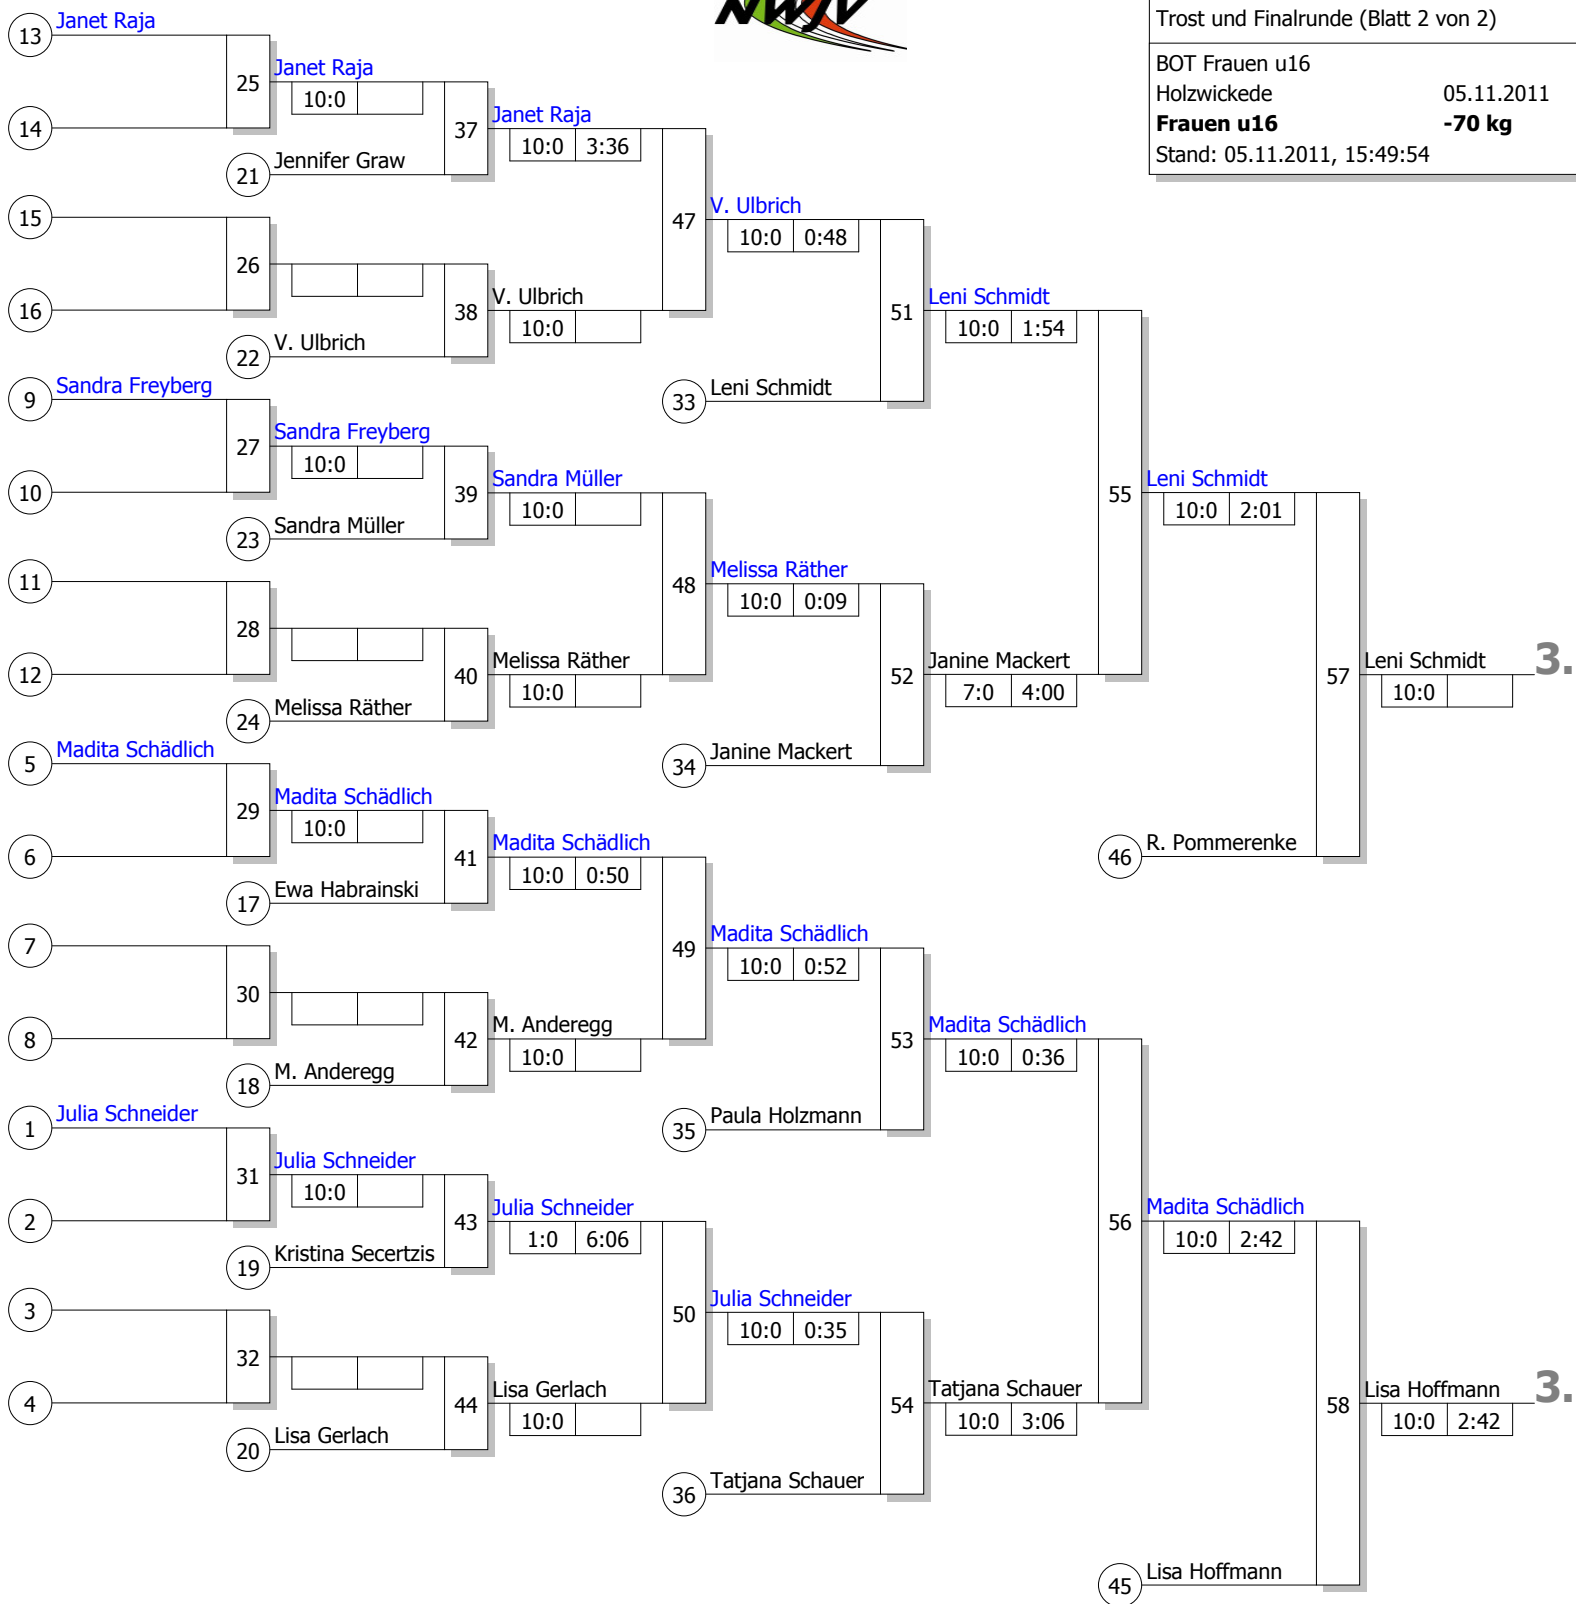 NWJV
Trost und Finalrunde (Blatt 2 von 2)
BOT Frauen u16
Holzwickede 05.11.2011
Frauen u16 -70 kg
Stand: 05.11.2011, 15:49:54
13 Janet Raja
25 Janet Raja
10:0
14
37 Janet Raja
10:0 3:36
21 Jennifer Graw
15
47 V. Ulbrich
10:0 0:48
26
16
38 V. Ulbrich
10:0
22 V. Ulbrich
51 Leni Schmidt
10:0 1:54
9 Sandra Freyberg
33 Leni Schmidt
27 Sandra Freyberg
10:0
10
39 Sandra Müller
10:0
23 Sandra Müller
55 Leni Schmidt
10:0 2:01
11
48 Melissa Räther
10:0 0:09
28
12
40 Melissa Räther
10:0
24 Melissa Räther
52 Janine Mackert
7:0 4:00
57 Leni Schmidt 3.
10:0
5 Madita Schädlich
34 Janine Mackert
29 Madita Schädlich
10:0
6
41 Madita Schädlich
10:0 0:50
46 R. Pommerenke
17 Ewa Habrainski
7
49 Madita Schädlich
10:0 0:52
30
8
42 M. Anderegg
10:0
18 M. Anderegg
53 Madita Schädlich
10:0 0:36
1 Julia Schneider
35 Paula Holzmann
31 Julia Schneider
10:0
2
43 Julia Schneider
1:0 6:06
19 Kristina Secertzis
56 Madita Schädlich
10:0 2:42
3
50 Julia Schneider
10:0 0:35
32
4
44 Lisa Gerlach
10:0
20 Lisa Gerlach
54 Tatjana Schauer
10:0 3:06
58 Lisa Hoffmann 3.
10:0 2:42
36 Tatjana Schauer
45 Lisa Hoffmann